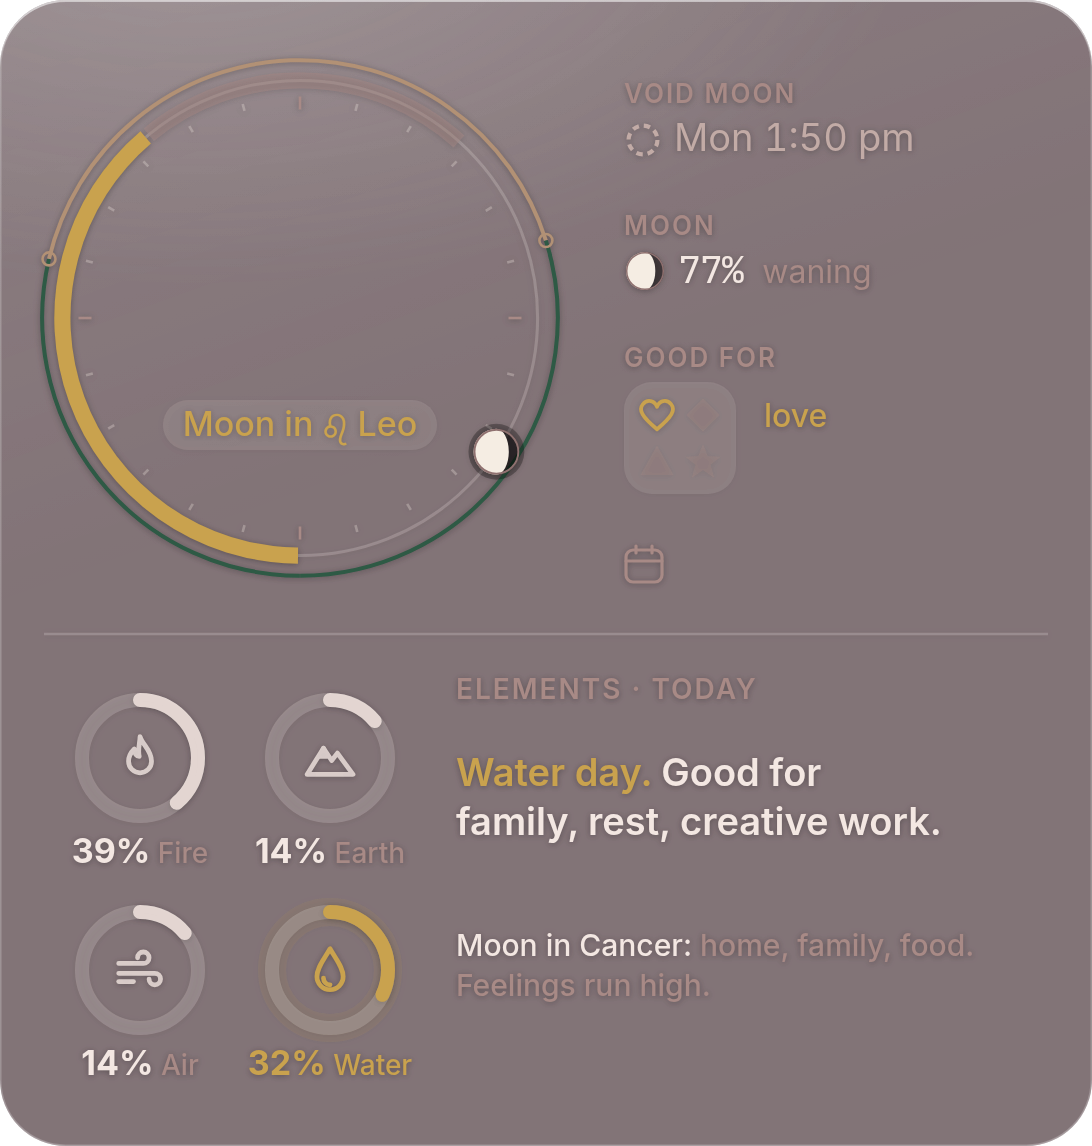 VOID MOON
Mon 1:50 pm
MOON
77% waning
GOOD FOR
love
Moon in ♌ Leo
ELEMENTS · TODAY
Water day. Good for
family, rest, creative work.
39% Fire
14% Earth
Moon in Cancer: home, family, food.
Feelings run high.
14% Air
32% Water